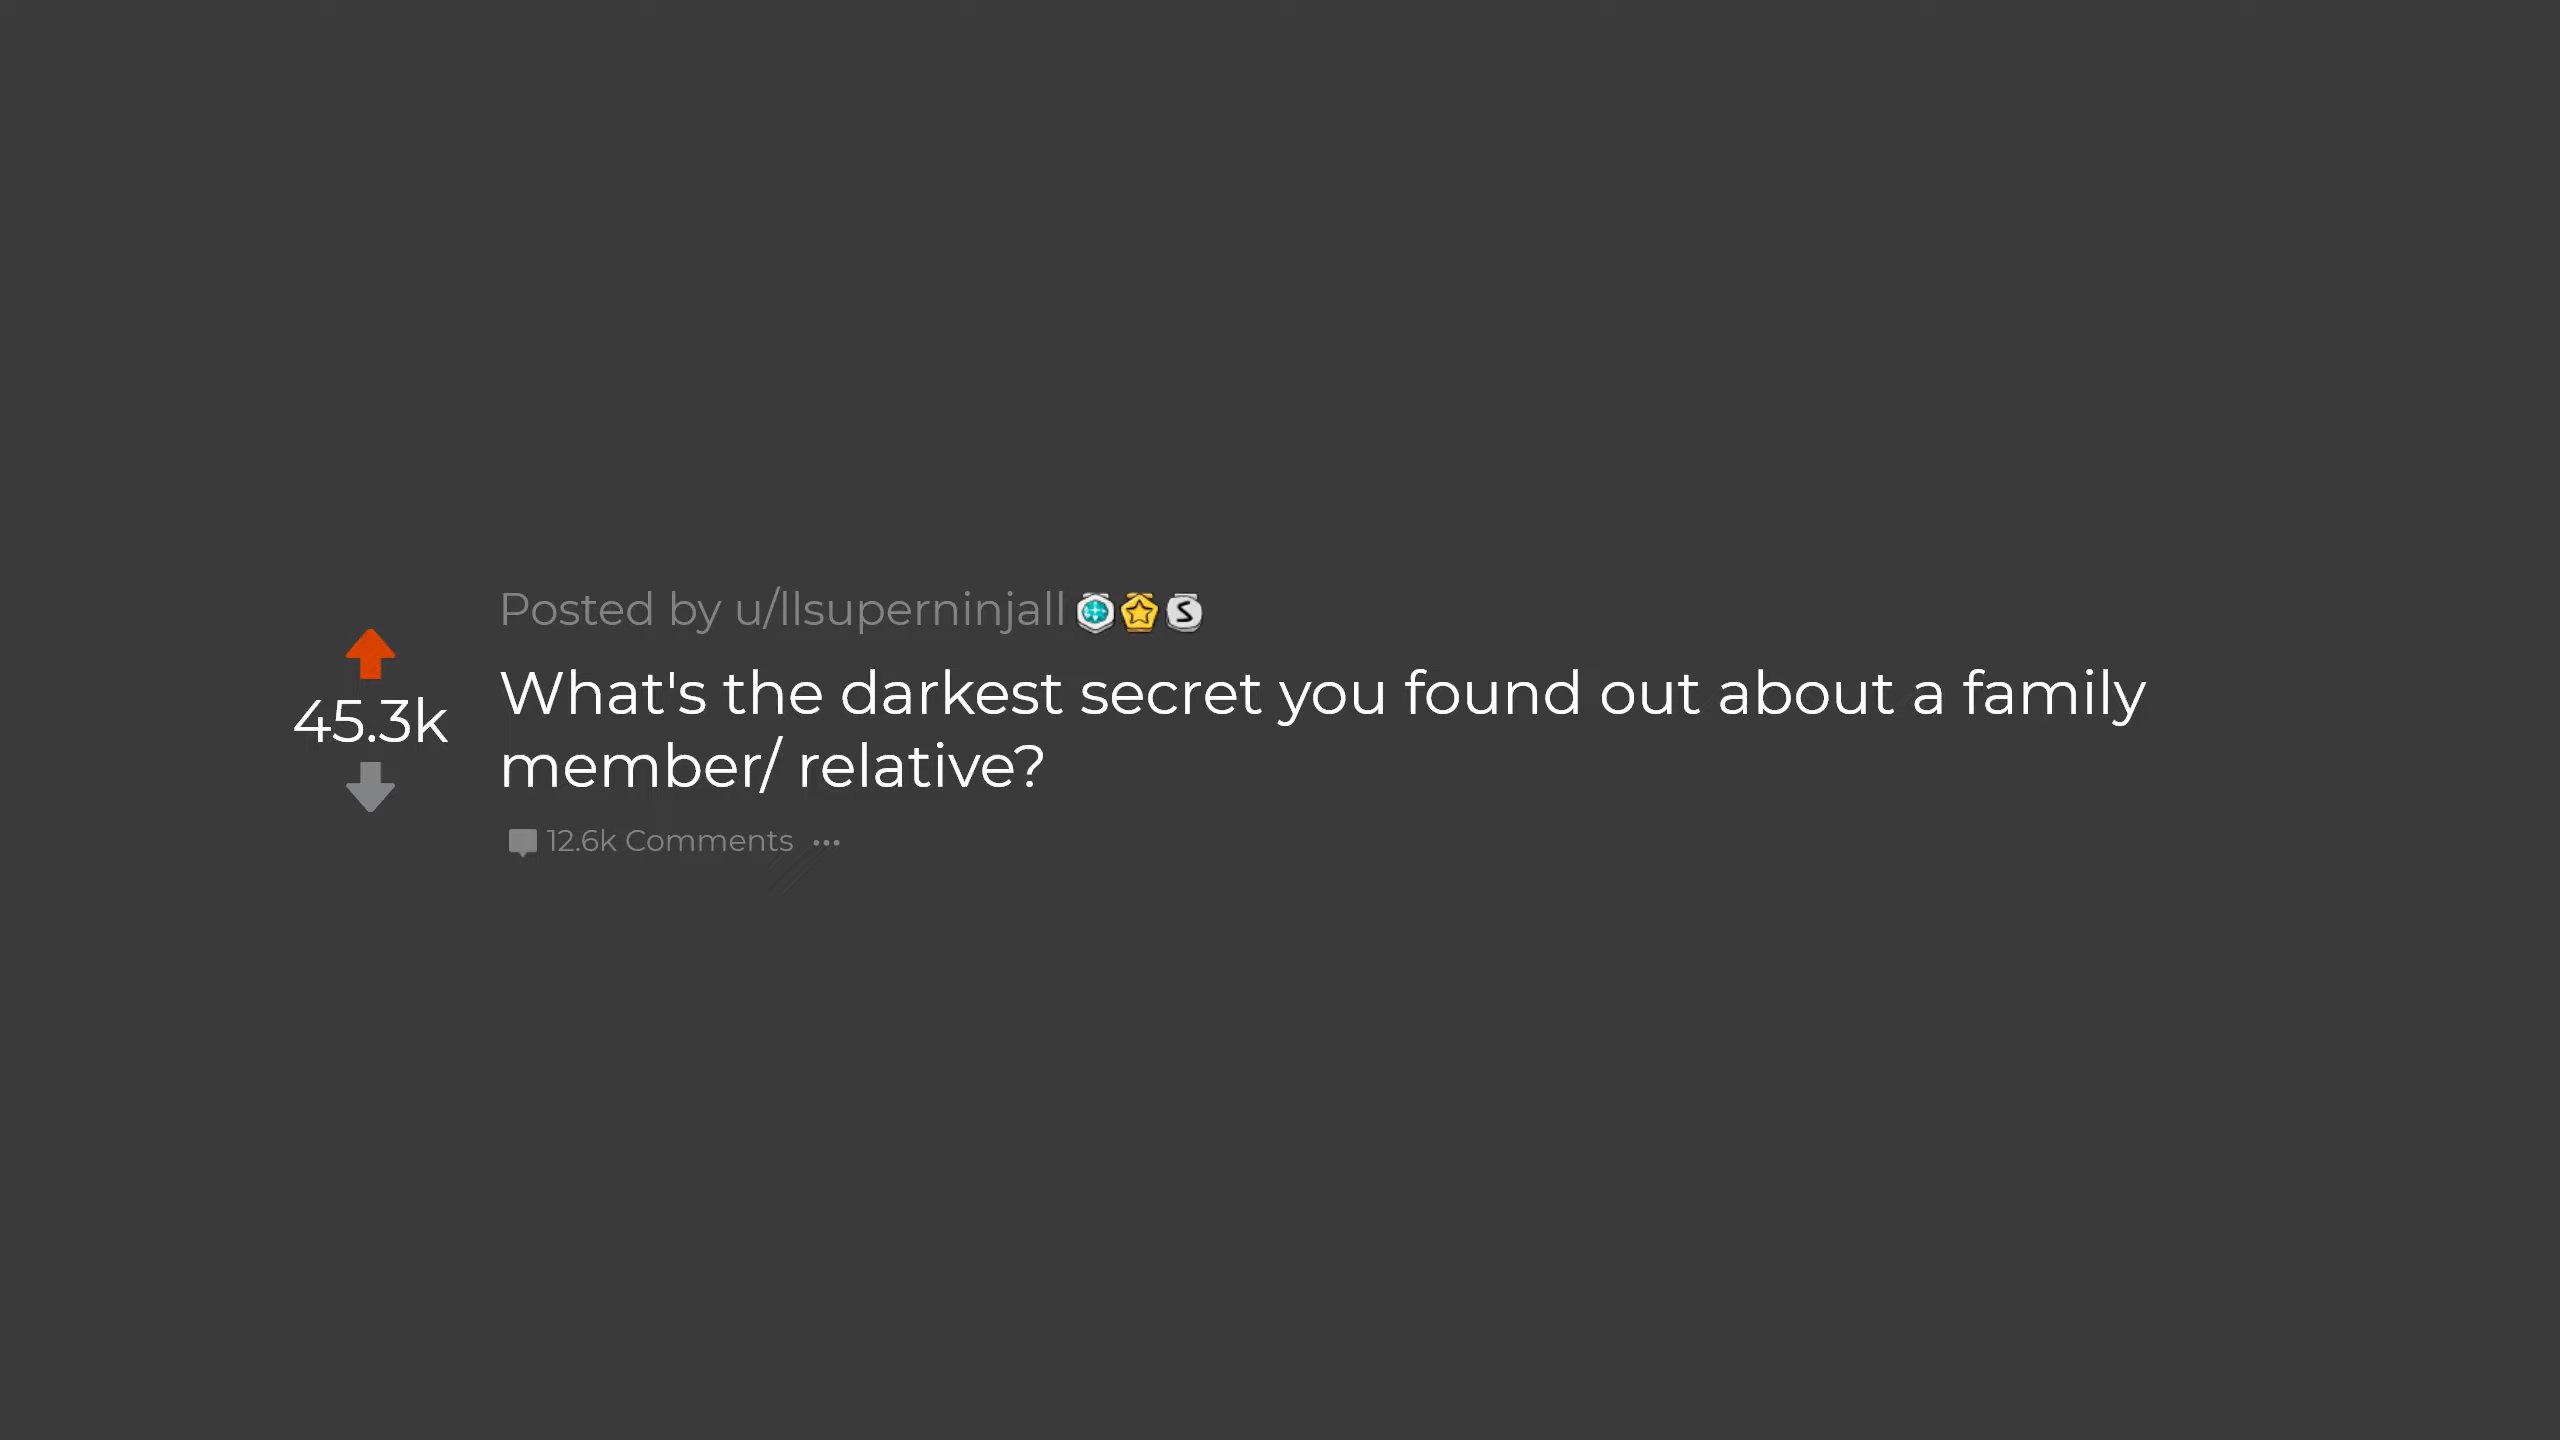 Posted by u/llsuperninjall
45.3k
What's the darkest secret you found out about a family
member/ relative?
12.6k Comments ...